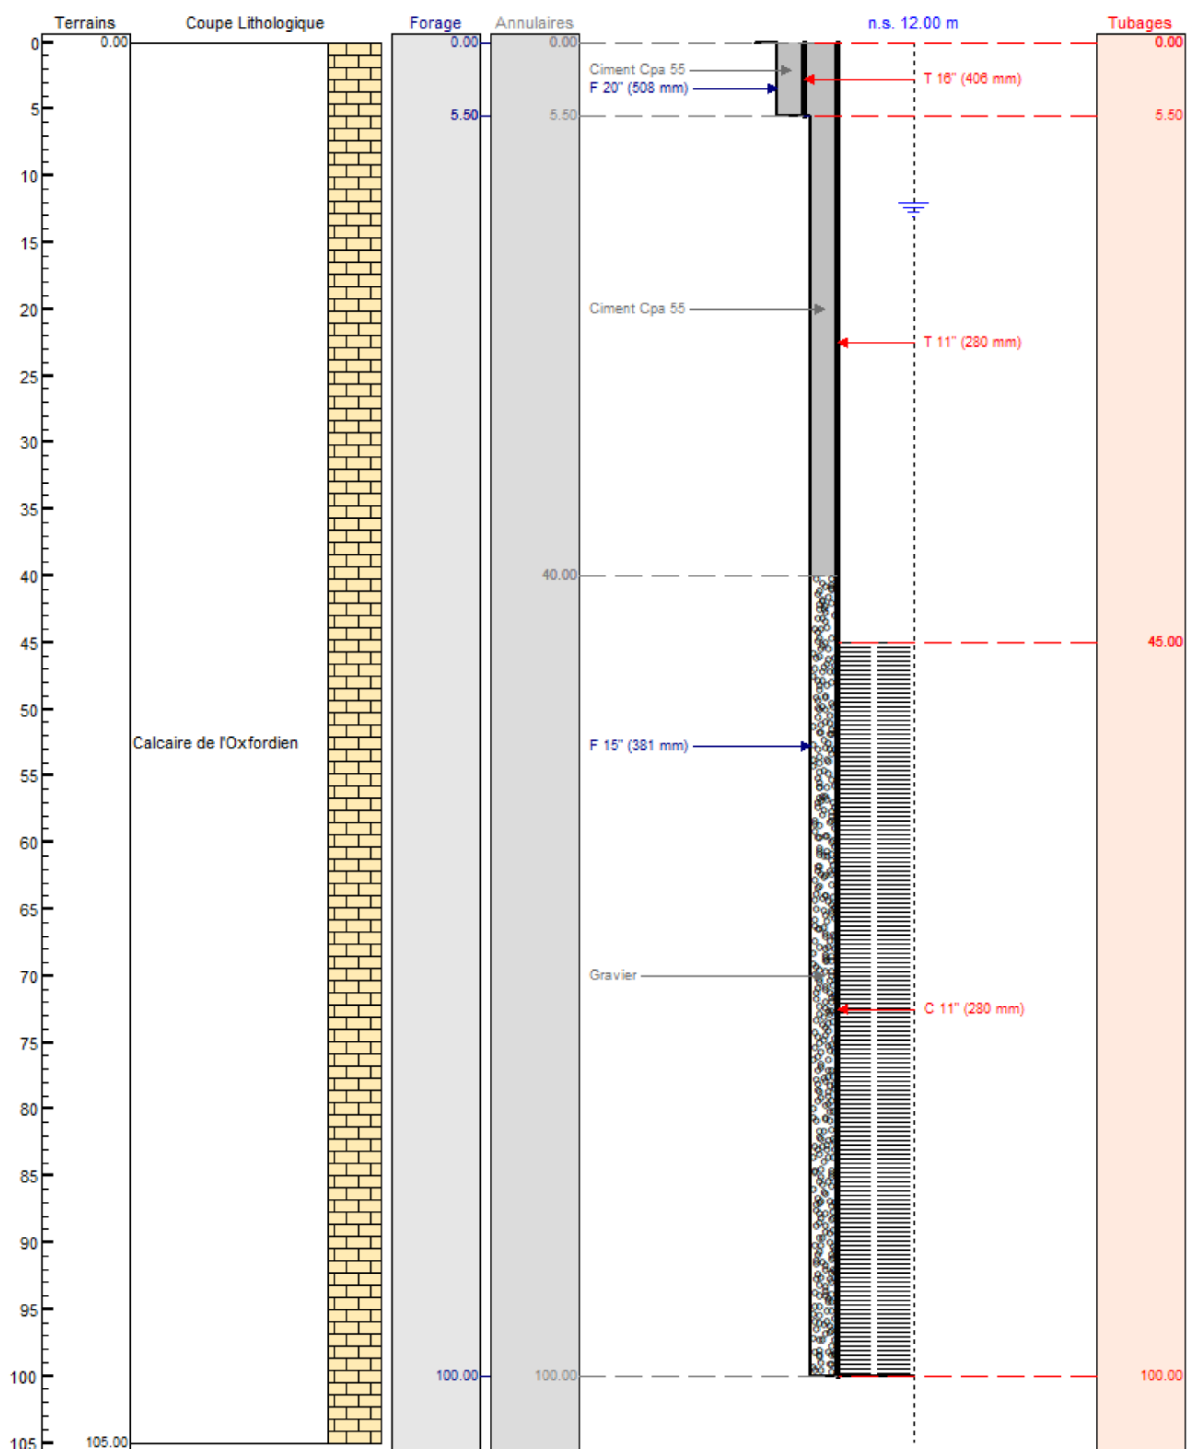 Terrains Coupe Lithologique Forage Annulaires n.s. 12.00 m Tubages
0 0.00 0.00 0.00 0.00
Ciment Cpa 55
T 16" (406 mm)
F 20" (508 mm)
5 5.50 5.50 5.50
10
15
20 Ciment Cpa 55
T 11" (280 mm)
25
30
35
40 40.00
45 45.00
50
Calcaire de l'Oxfordien F 15" (381 mm)
55
60
65
70 Gravier
C 11" (280 mm)
75
80
85
90
95
100 100.00 100.00 100.00
105 105.00